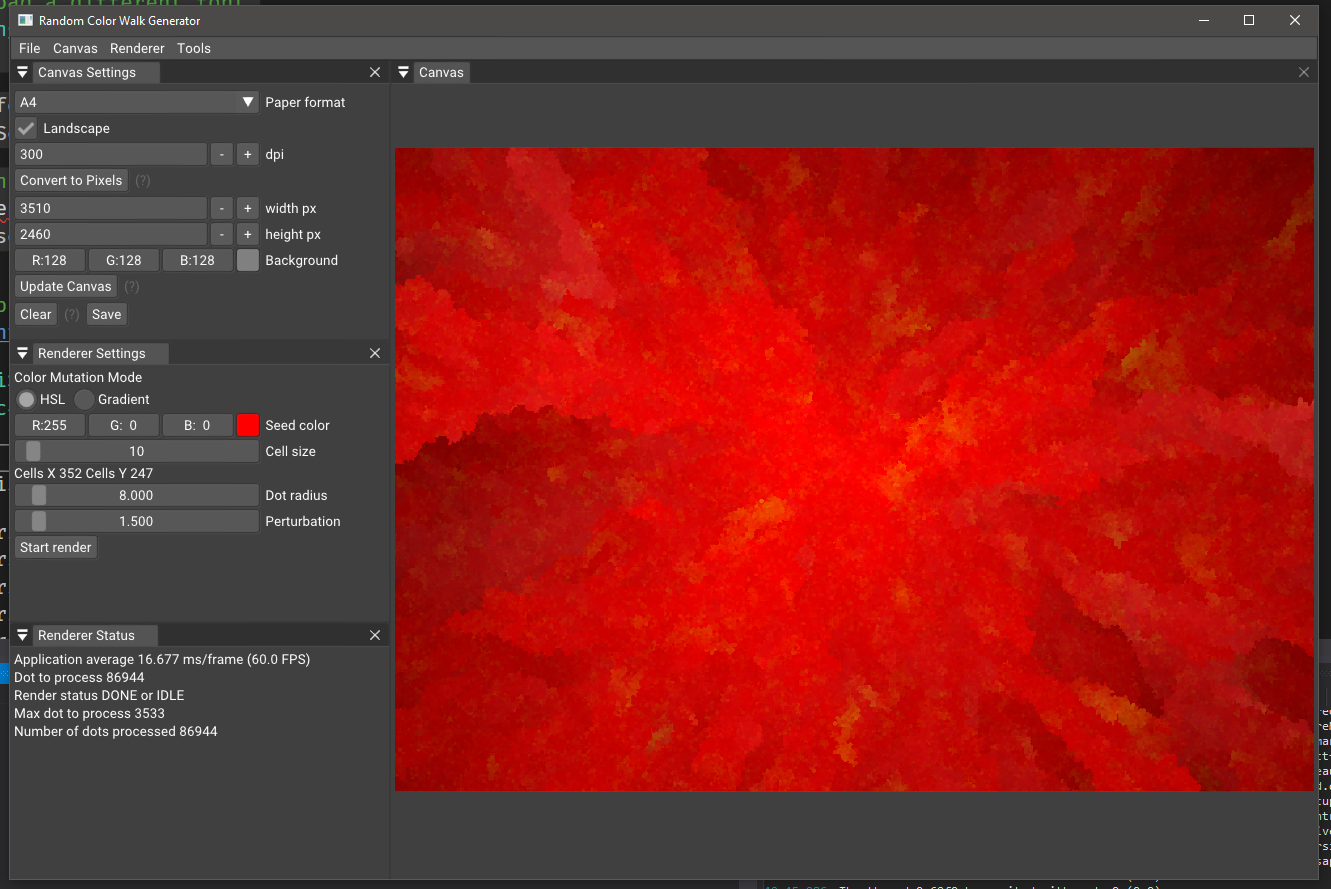 oad a different font
Random Color Walk Generator
File Canvas Renderer Tools
Canvas Settings
A4 Paper format
Landscape
300 - + dpi
Convert to Pixels (?)
3510 - + width px
2460 - + height px
R:128 G:128 B:128 Background
Update Canvas (?)
Clear (?) Save
Renderer Settings
Color Mutation Mode
HSL Gradient
R:255 G: 0 B: 0 Seed color
10 Cell size
Cells X 352 Cells Y 247
8.000 Dot radius
1.500 Perturbation
Start render
Renderer Status
Application average 16.677 ms/frame (60.0 FPS)
Dot to process 86944
Render status DONE or IDLE
Max dot to process 3533
Number of dots processed 86944
Canvas